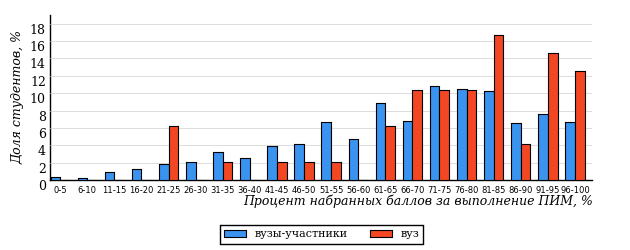 Доля студентов, %
18
16
14
12
10
8
6
4
2
0
0-5 6-10 11-15 16-20 21-25 26-30 31-35 36-40 41-45 46-50 51-55 56-60 61-65 66-70 71-75 76-80 81-85 86-90 91-95 96-100
Процент набранных баллов за выполнение ПИМ, %
вузы-участники вуз